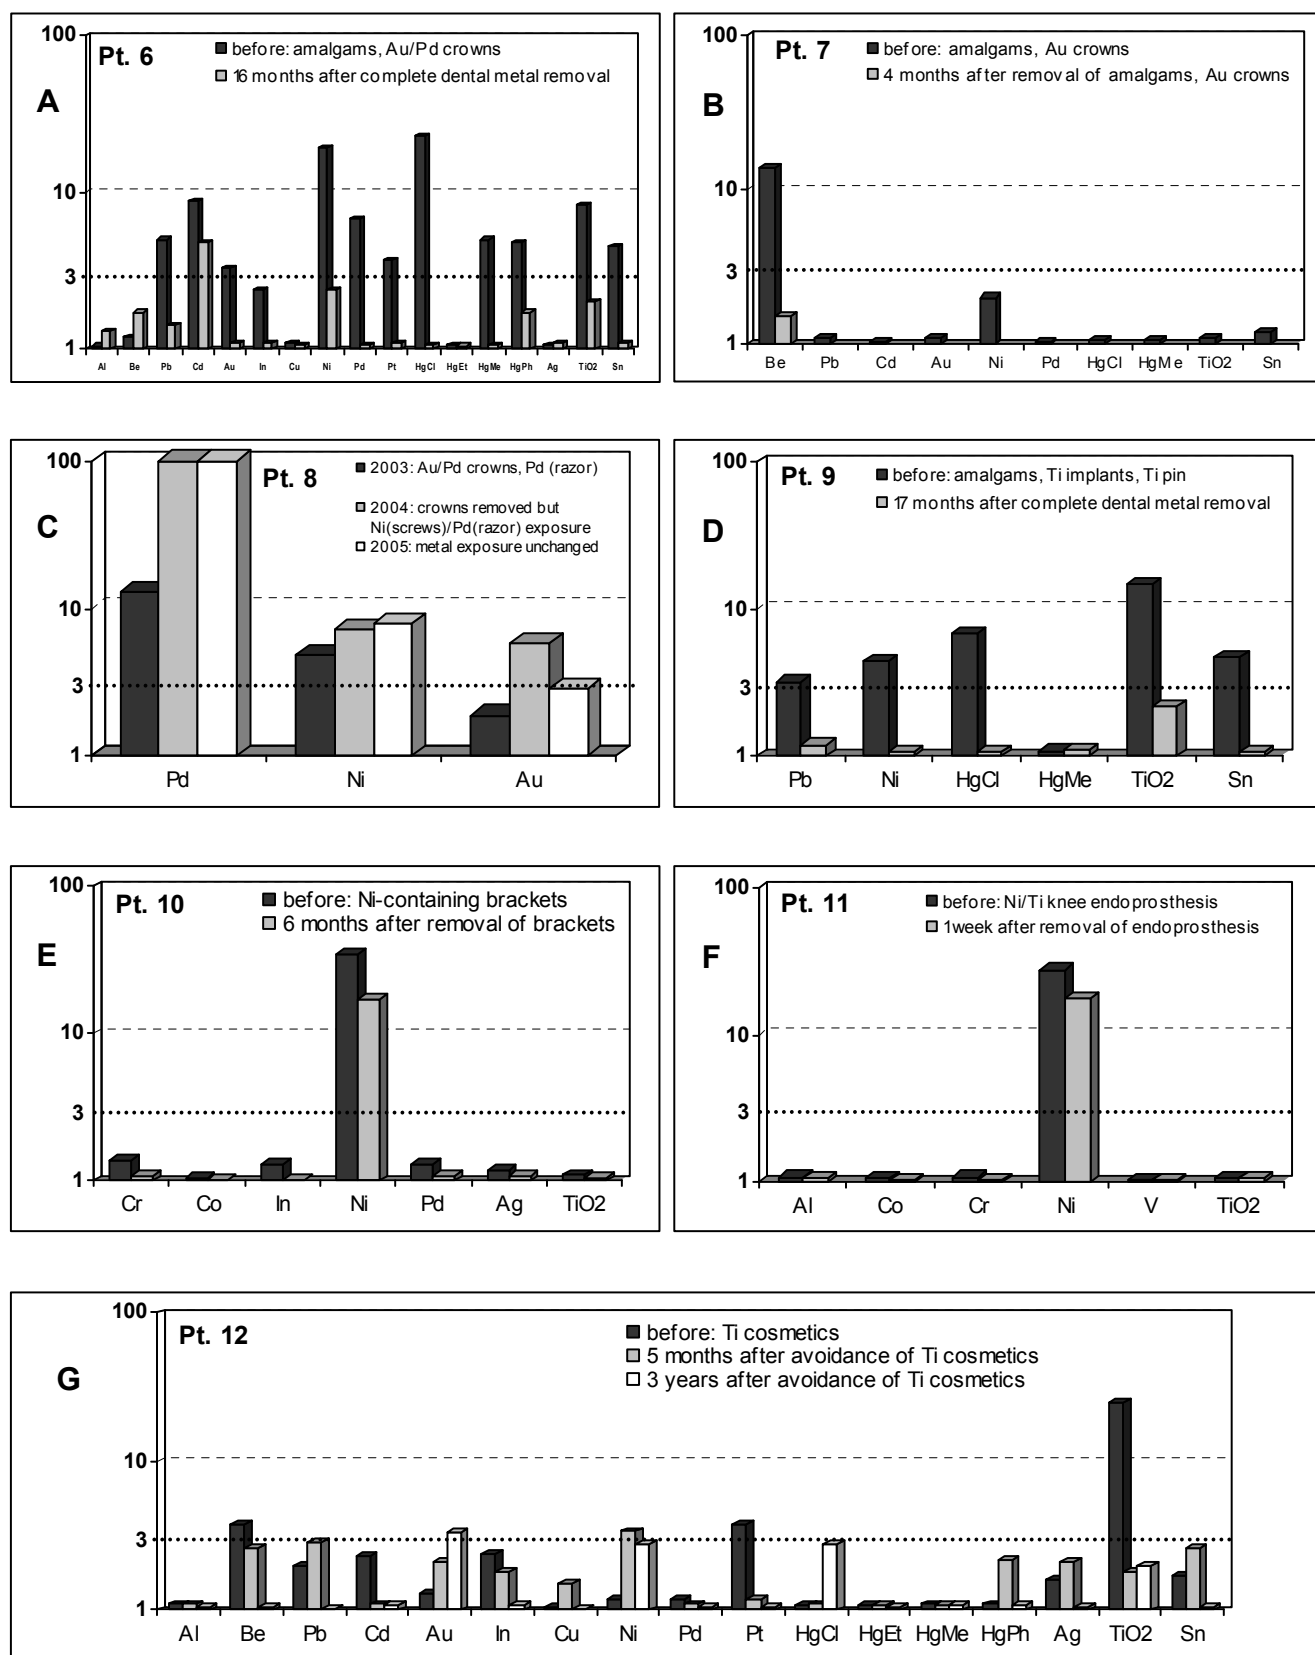 A
Pt. 6
before: amalgams, Au/Pd crowns
16 months after complete dental metal removal
100
10
3
1
Al Be Pb Cd Au In Cu Ni Pd Pt HgCl HgEt HgMe HgPh Ag TiO2 Sn
B
Pt. 7
before: amalgams, Au crowns
4 months after removal of amalgams, Au crowns
100
10
3
1
Be Pb Cd Au Ni Pd HgCl HgMe TiO2 Sn
C
Pt. 8
2003: Au/Pd crowns, Pd (razor)
2004: crowns removed but
Ni(screws)/Pd(razor) exposure
2005: metal exposure unchanged
100
10
3
1
Pd Ni Au
D
Pt. 9
before: amalgams, Ti implants, Ti pin
17 months after complete dental metal removal
100
10
3
1
Pb Ni HgCl HgMe TiO2 Sn
E
Pt. 10
before: Ni-containing brackets
6 months after removal of brackets
100
10
3
1
Cr Co In Ni Pd Ag TiO2
F
Pt. 11
before: Ni/Ti knee endoprosthesis
1week after removal of endoprosthesis
100
10
3
1
Al Co Cr Ni V TiO2
G
Pt. 12
before: Ti cosmetics
5 months after avoidance of Ti cosmetics
3 years after avoidance of Ti cosmetics
100
10
3
1
Al Be Pb Cd Au In Cu Ni Pd Pt HgCl HgEt HgMe HgPh Ag TiO2 Sn